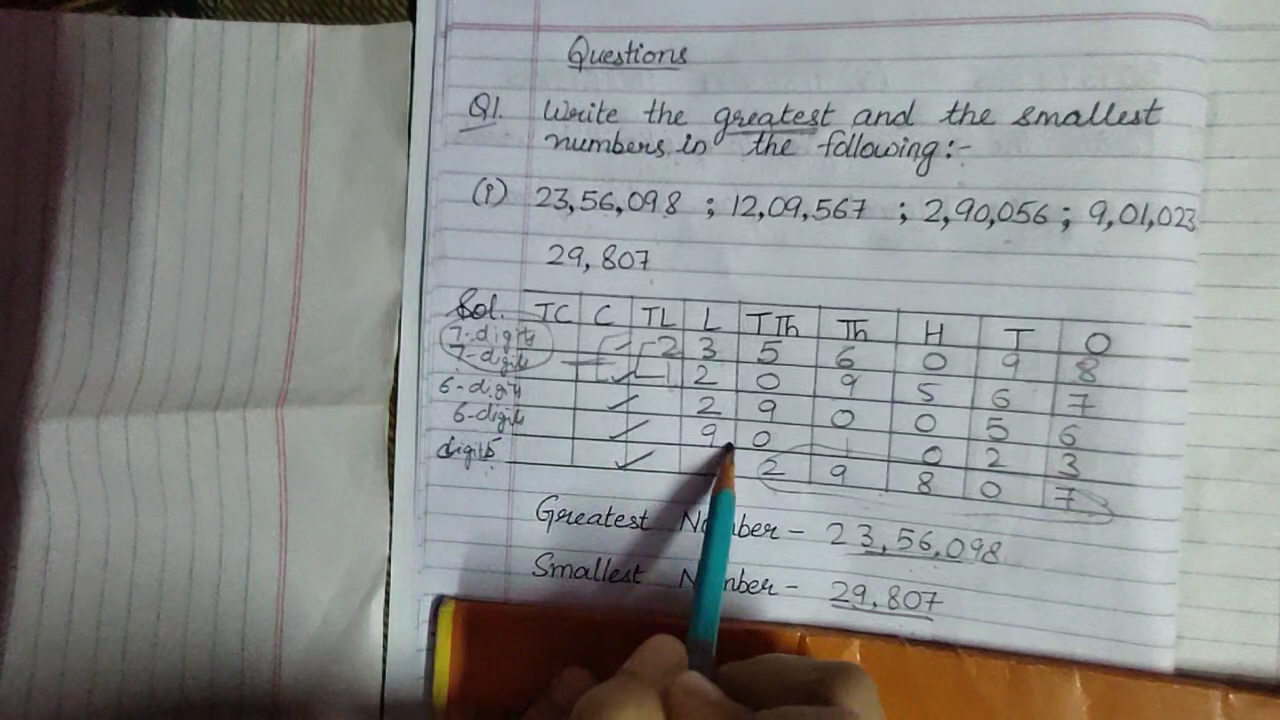 Questions
Q1. Write the greatest and the smallest
numbers in the following:-
(i) 23,56,098 ; 12,09,567 ; 2,90,056 ; 9,01,023
29,807
Sol. TC C TL L TTh Th H T O
7-digits 2 3 5 6 0 9 8
7-digits 1 2 0 9 5 6 7
6-digits 2 9 0 0 5 6
6-digits 9 0 1 0 2 3
digits 2 9 8 0 7
Greatest Number - 23,56,098
Smallest Number - 29,807